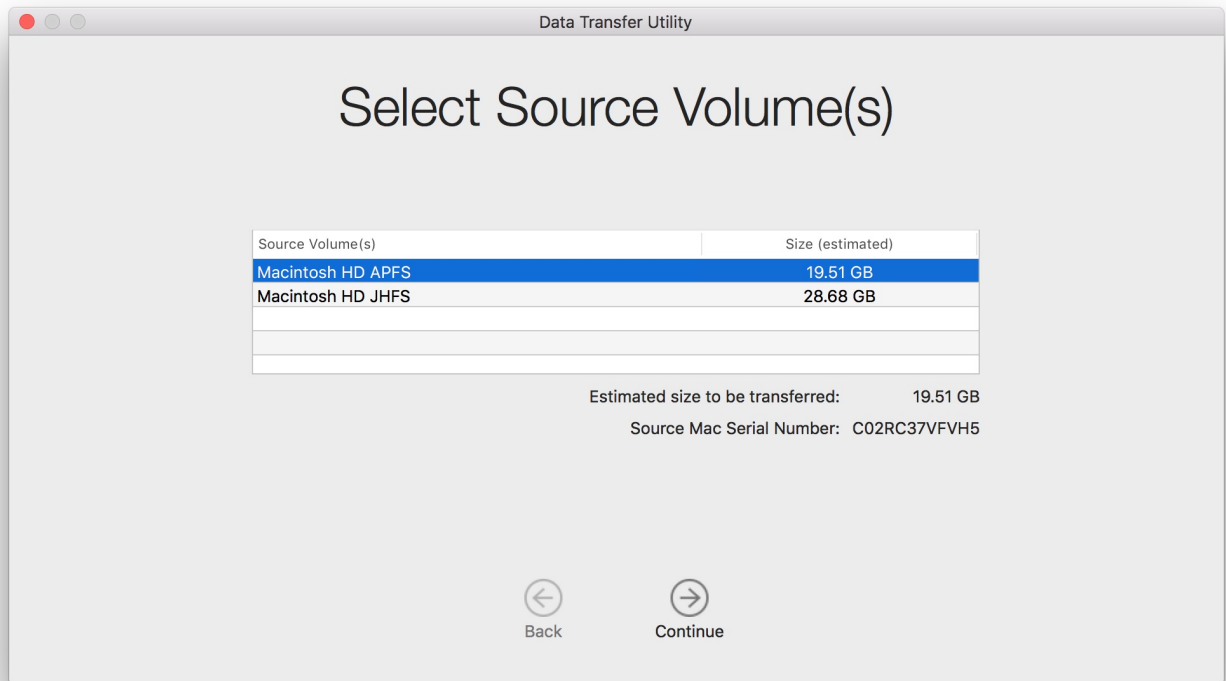 Data Transfer Utility
Select Source Volume(s)
Source Volume(s) Size (estimated)
Macintosh HD APFS 19.51 GB
Macintosh HD JHFS 28.68 GB
Estimated size to be transferred: 19.51 GB
Source Mac Serial Number: C02RC37VFVH5
Back Continue